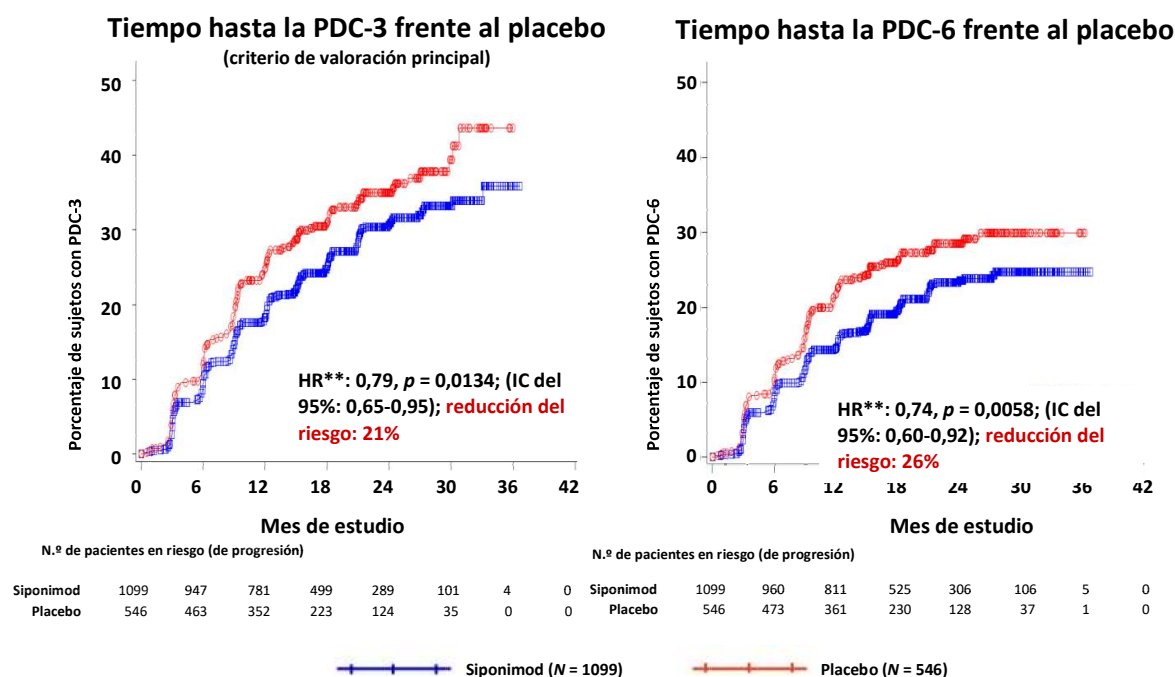 Tiempo hasta la PDC-3 frente al placebo
(criterio de valoración principal)
Porcentaje de sujetos con PDC-3
50
40
30
20
10
0
HR**: 0,79, p = 0,0134; (IC del
95%: 0,65-0,95); reducción del
riesgo: 21%
0 6 12 18 24 30 36 42
Mes de estudio
N.º de pacientes en riesgo (de progresión)
Siponimod 1099 947 781 499 289 101 4 0
Placebo 546 463 352 223 124 35 0 0
Tiempo hasta la PDC-6 frente al placebo
Porcentaje de sujetos con PDC-6
50
40
30
20
10
0
HR**: 0,74, p = 0,0058; (IC del
95%: 0,60-0,92); reducción del
riesgo: 26%
0 6 12 18 24 30 36 42
Mes de estudio
N.º de pacientes en riesgo (de progresión)
Siponimod 1099 960 811 525 306 106 5 0
Placebo 546 473 361 230 128 37 1 0
Siponimod (N = 1099) Placebo (N = 546)